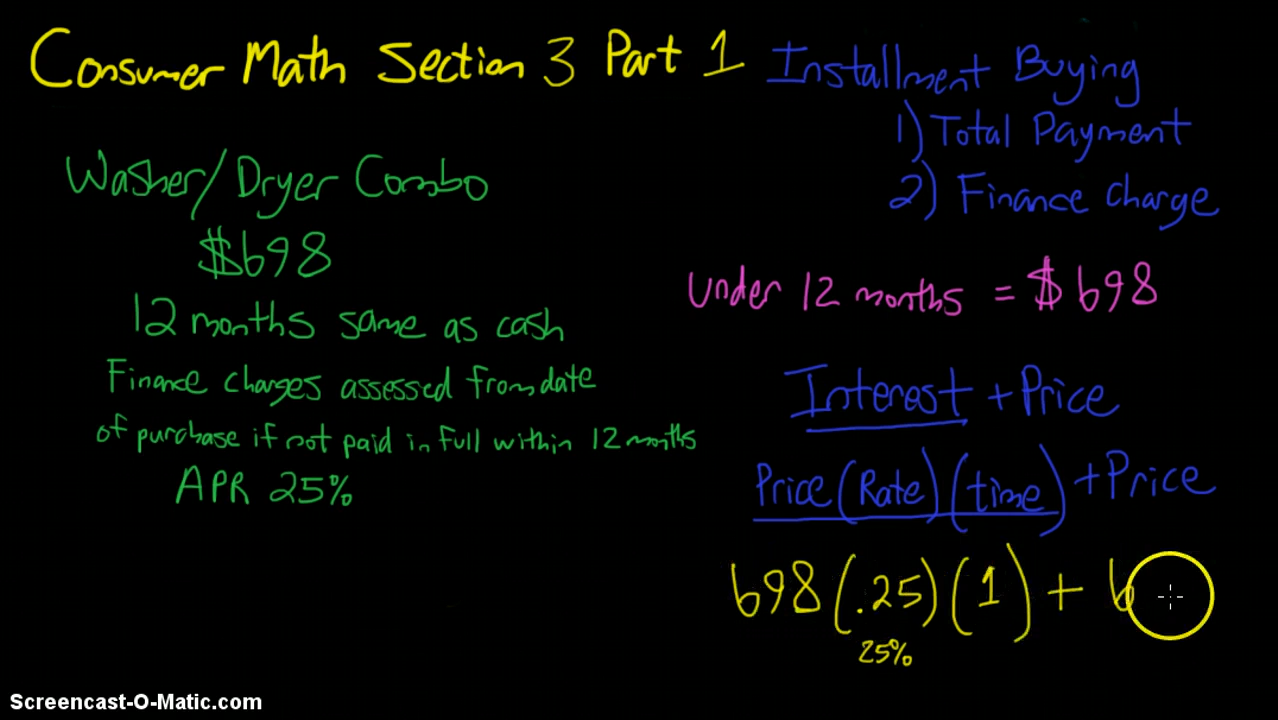 Consumer Math Section 3 Part 1
Installment Buying
1) Total Payment
2) Finance Charge
Washer/Dryer Combo
$698
12 months same as cash
Finance charges assessed from date
of purchase if not paid in full within 12 months
APR 25%
Under 12 months = $698
Interest + Price
Price (Rate) (time) + Price
698 (.25) (1) + 6
25%
Screencast-O-Matic.com